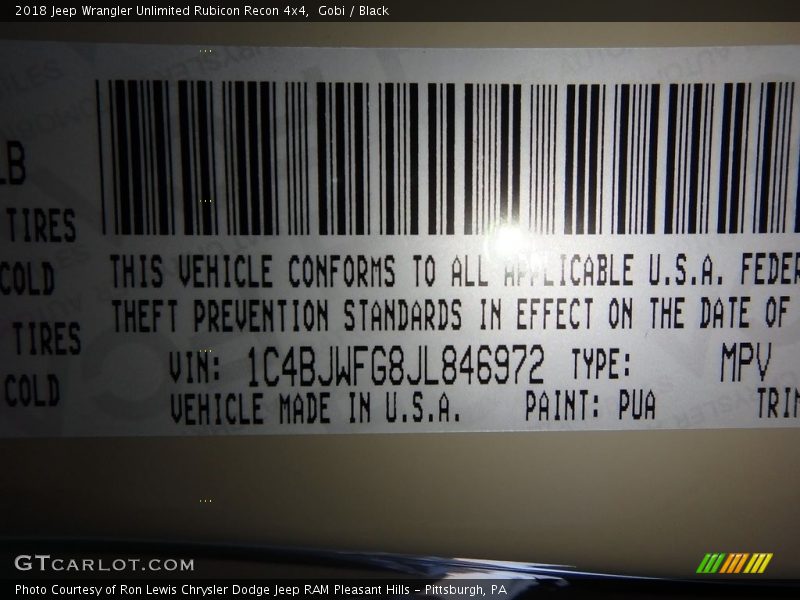 2018 Jeep Wrangler Unlimited Rubicon Recon 4x4, Gobi / Black
LB
TIRES
COLD
TIRES
COLD
THIS VEHICLE CONFORMS TO ALL APPLICABLE U.S.A. FEDER
THEFT PREVENTION STANDARDS IN EFFECT ON THE DATE OF
VIN: 1C4BJWFG8JL846972 TYPE: MPV
VEHICLE MADE IN U.S.A. PAINT: PUA TRIM
GTCARLOT.COM
Photo Courtesy of Ron Lewis Chrysler Dodge Jeep RAM Pleasant Hills - Pittsburgh, PA